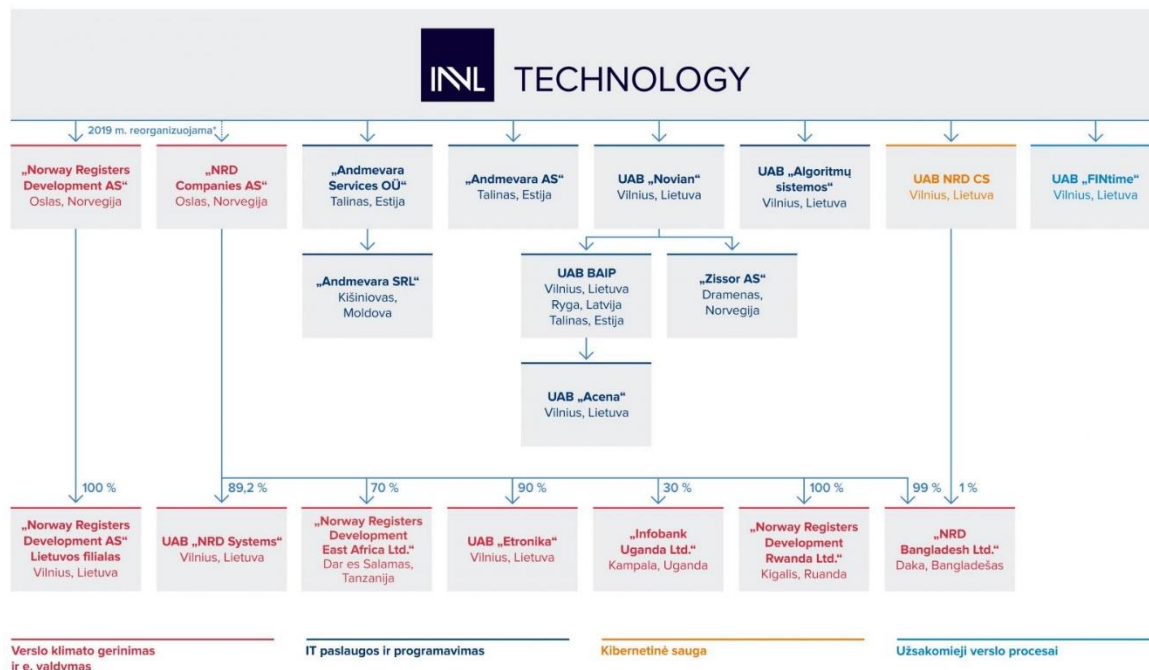 INVL TECHNOLOGY
2019 m. reorganizuojama*
„Norway Registers
Development AS“
Oslas, Norvegija
„NRD
Companies AS“
Oslas, Norvegija
„Andmevara
Services OÜ“
Talinas, Estija
„Andmevara AS“
Talinas, Estija
UAB „Novian“
Vilnius, Lietuva
UAB „Algoritmų
sistemos“
Vilnius, Lietuva
UAB NRD CS
Vilnius, Lietuva
UAB „FINtime“
Vilnius, Lietuva
„Andmevara SRL“
Kišiniovas,
Moldova
UAB BAIP
Vilnius, Lietuva
Ryga, Latvija
Talinas, Estija
„Zissor AS“
Dramenas,
Norvegija
UAB „Acena“
Vilnius, Lietuva
100 %
89,2 %
70 %
90 %
30 %
100 %
99 %
1 %
„Norway Registers
Development AS“
Lietuvos filialas
Vilnius, Lietuva
UAB „NRD Systems“
Vilnius, Lietuva
„Norway Registers
Development
East Africa Ltd.“
Dar es Salamas,
Tanzanija
UAB „Etronika“
Vilnius, Lietuva
„Infobank
Uganda Ltd.“
Kampala, Uganda
„Norway Registers
Development
Rwanda Ltd.“
Kigalis, Ruanda
„NRD
Bangladesh Ltd.“
Daka, Bangladešas
Verslo klimato gerinimas
ir e. valdymas
IT paslaugos ir programavimas
Kibernetinė sauga
Užsakomieji verslo procesai